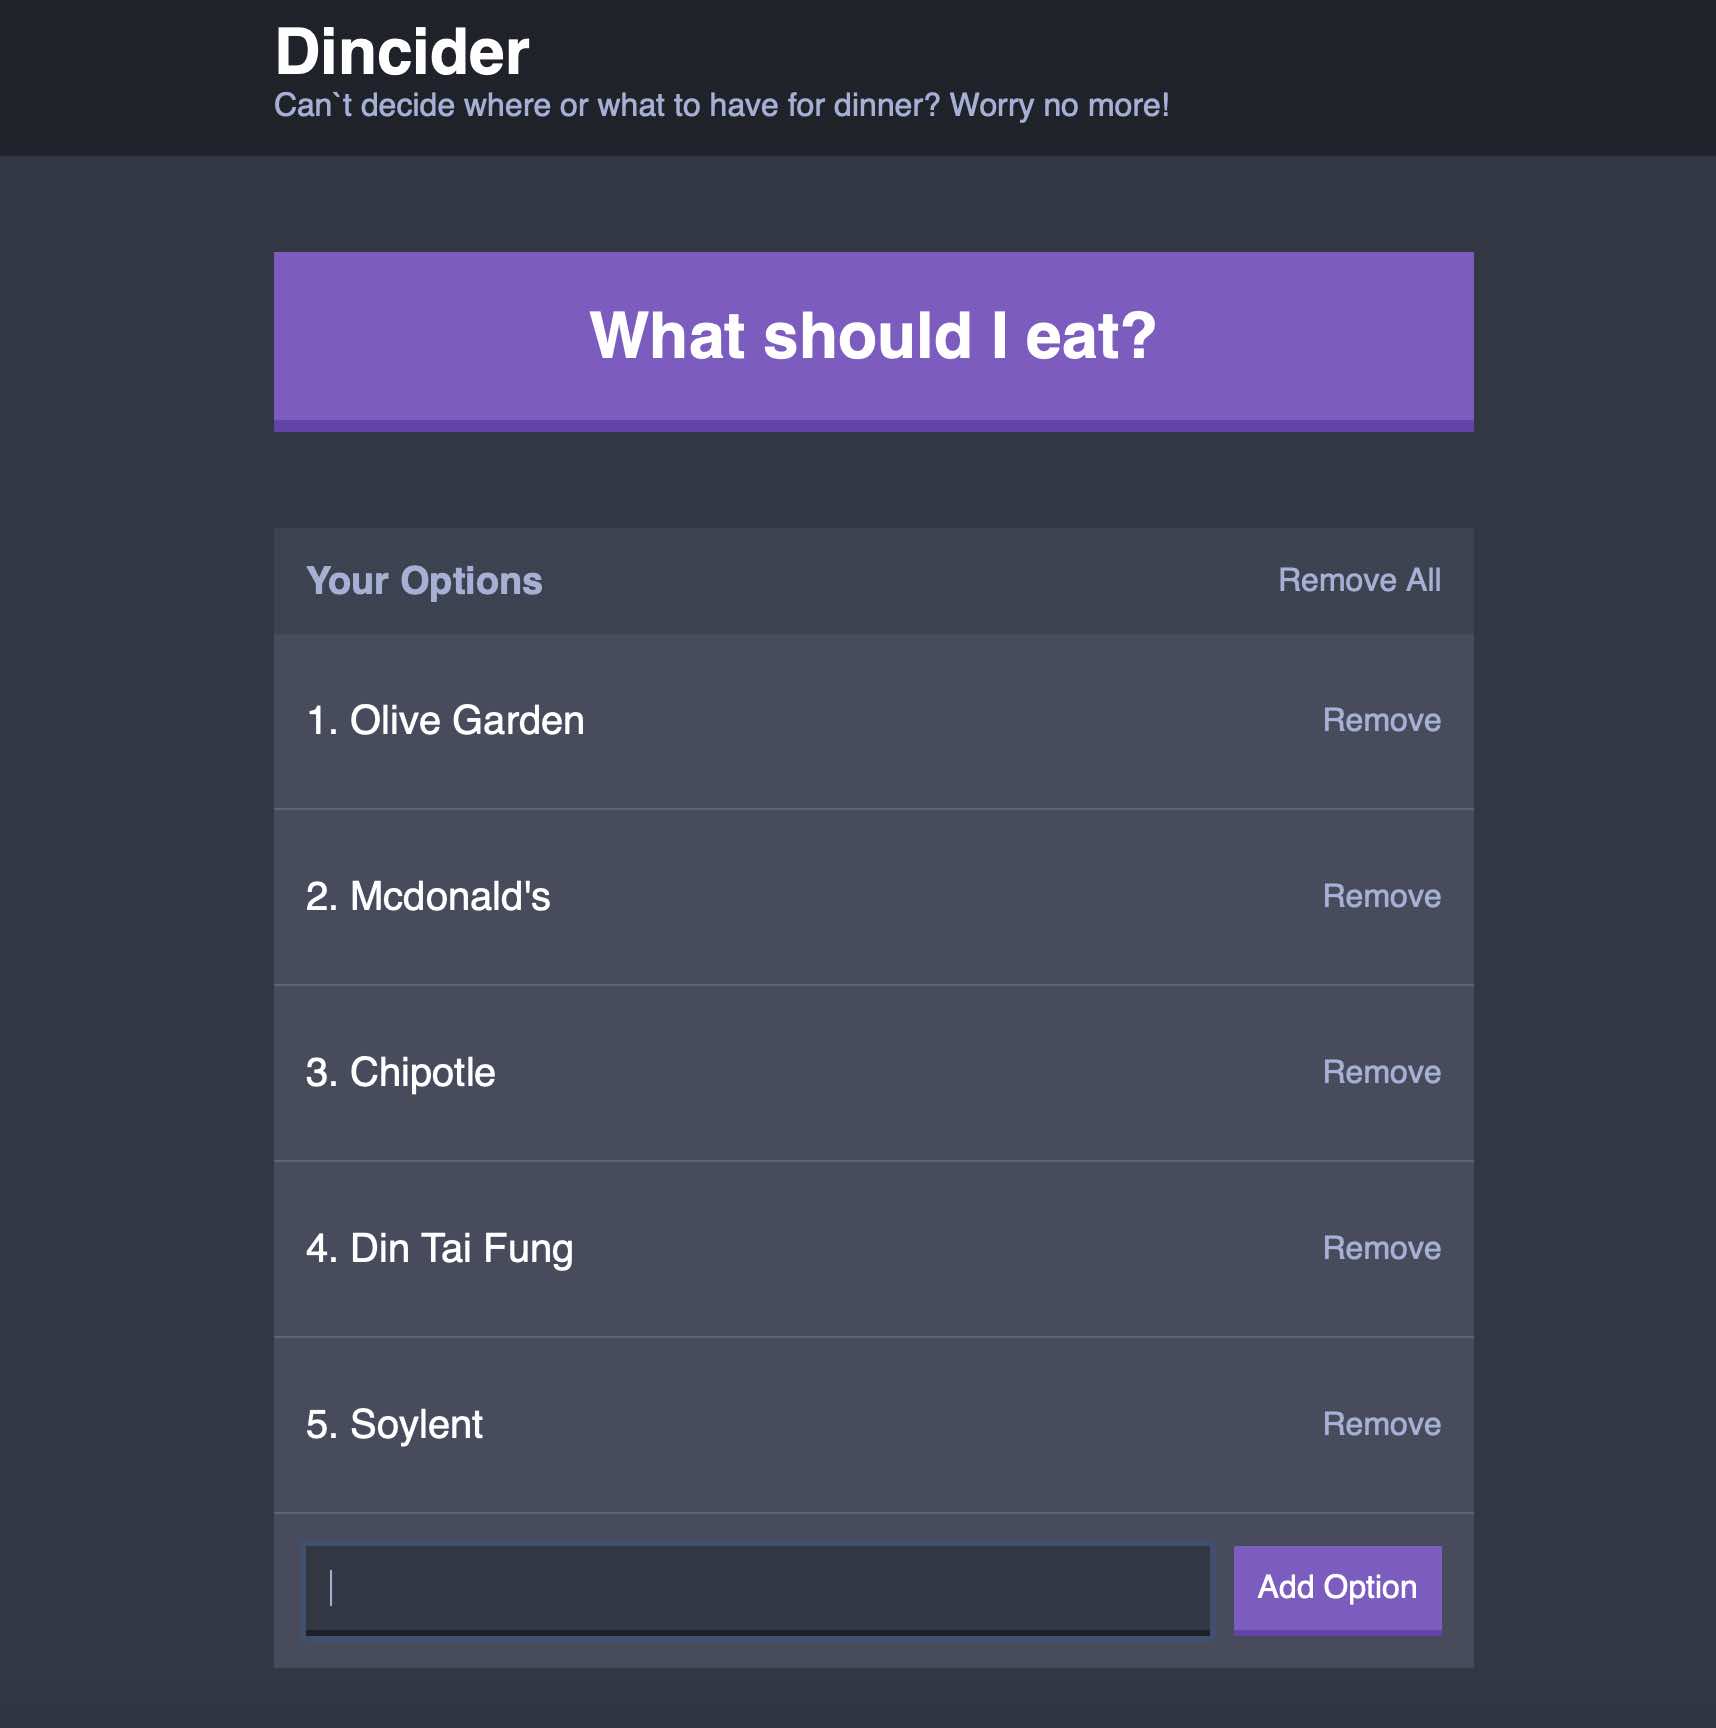 Dincider
Can`t decide where or what to have for dinner? Worry no more!
What should I eat?
Your Options
Remove All
1. Olive Garden
Remove
2. Mcdonald's
Remove
3. Chipotle
Remove
4. Din Tai Fung
Remove
5. Soylent
Remove
Add Option